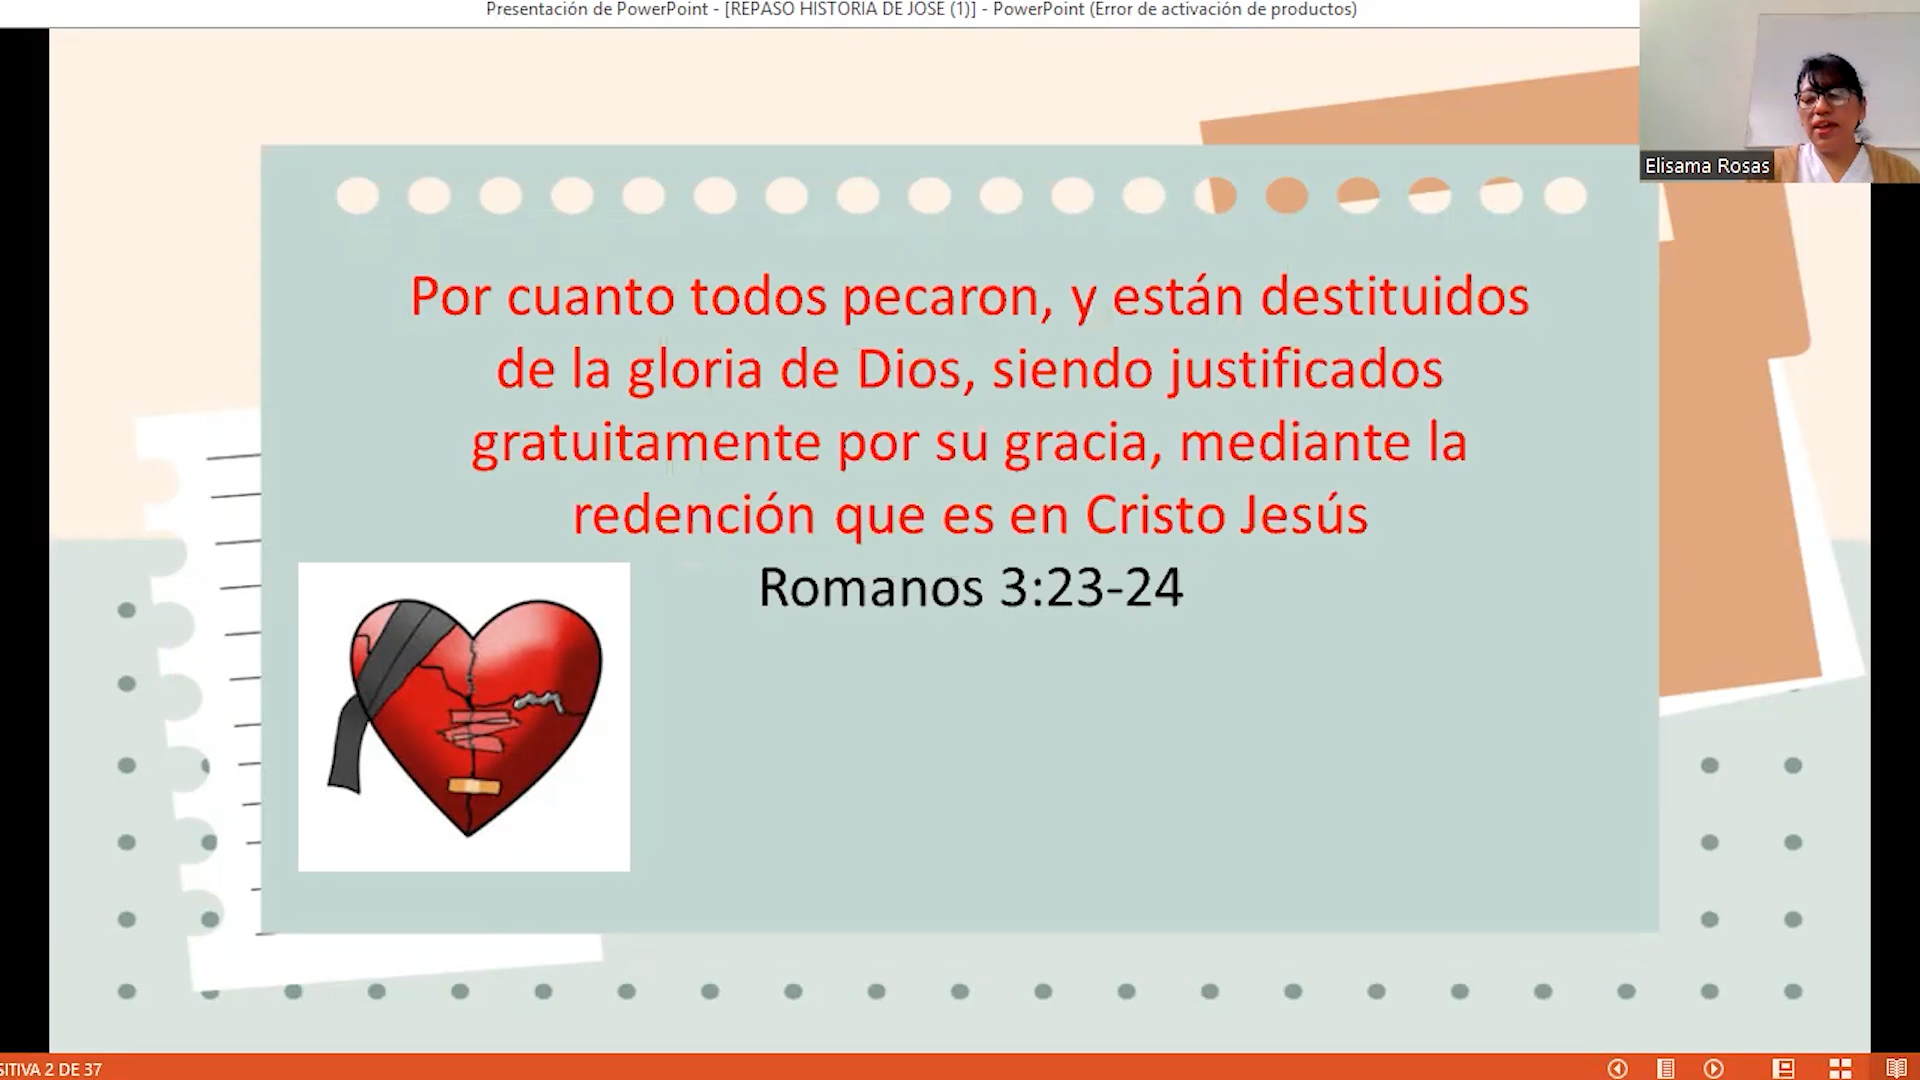 Presentación de PowerPoint - [REPASO HISTORIA DE JOSE (1)] - PowerPoint (Error de activación de productos)
Elisama Rosas
Por cuanto todos pecaron, y están destituidos
de la gloria de Dios, siendo justificados
gratuitamente por su gracia, mediante la
redención que es en Cristo Jesús
Romanos 3:23-24
SITIVA 2 DE 37